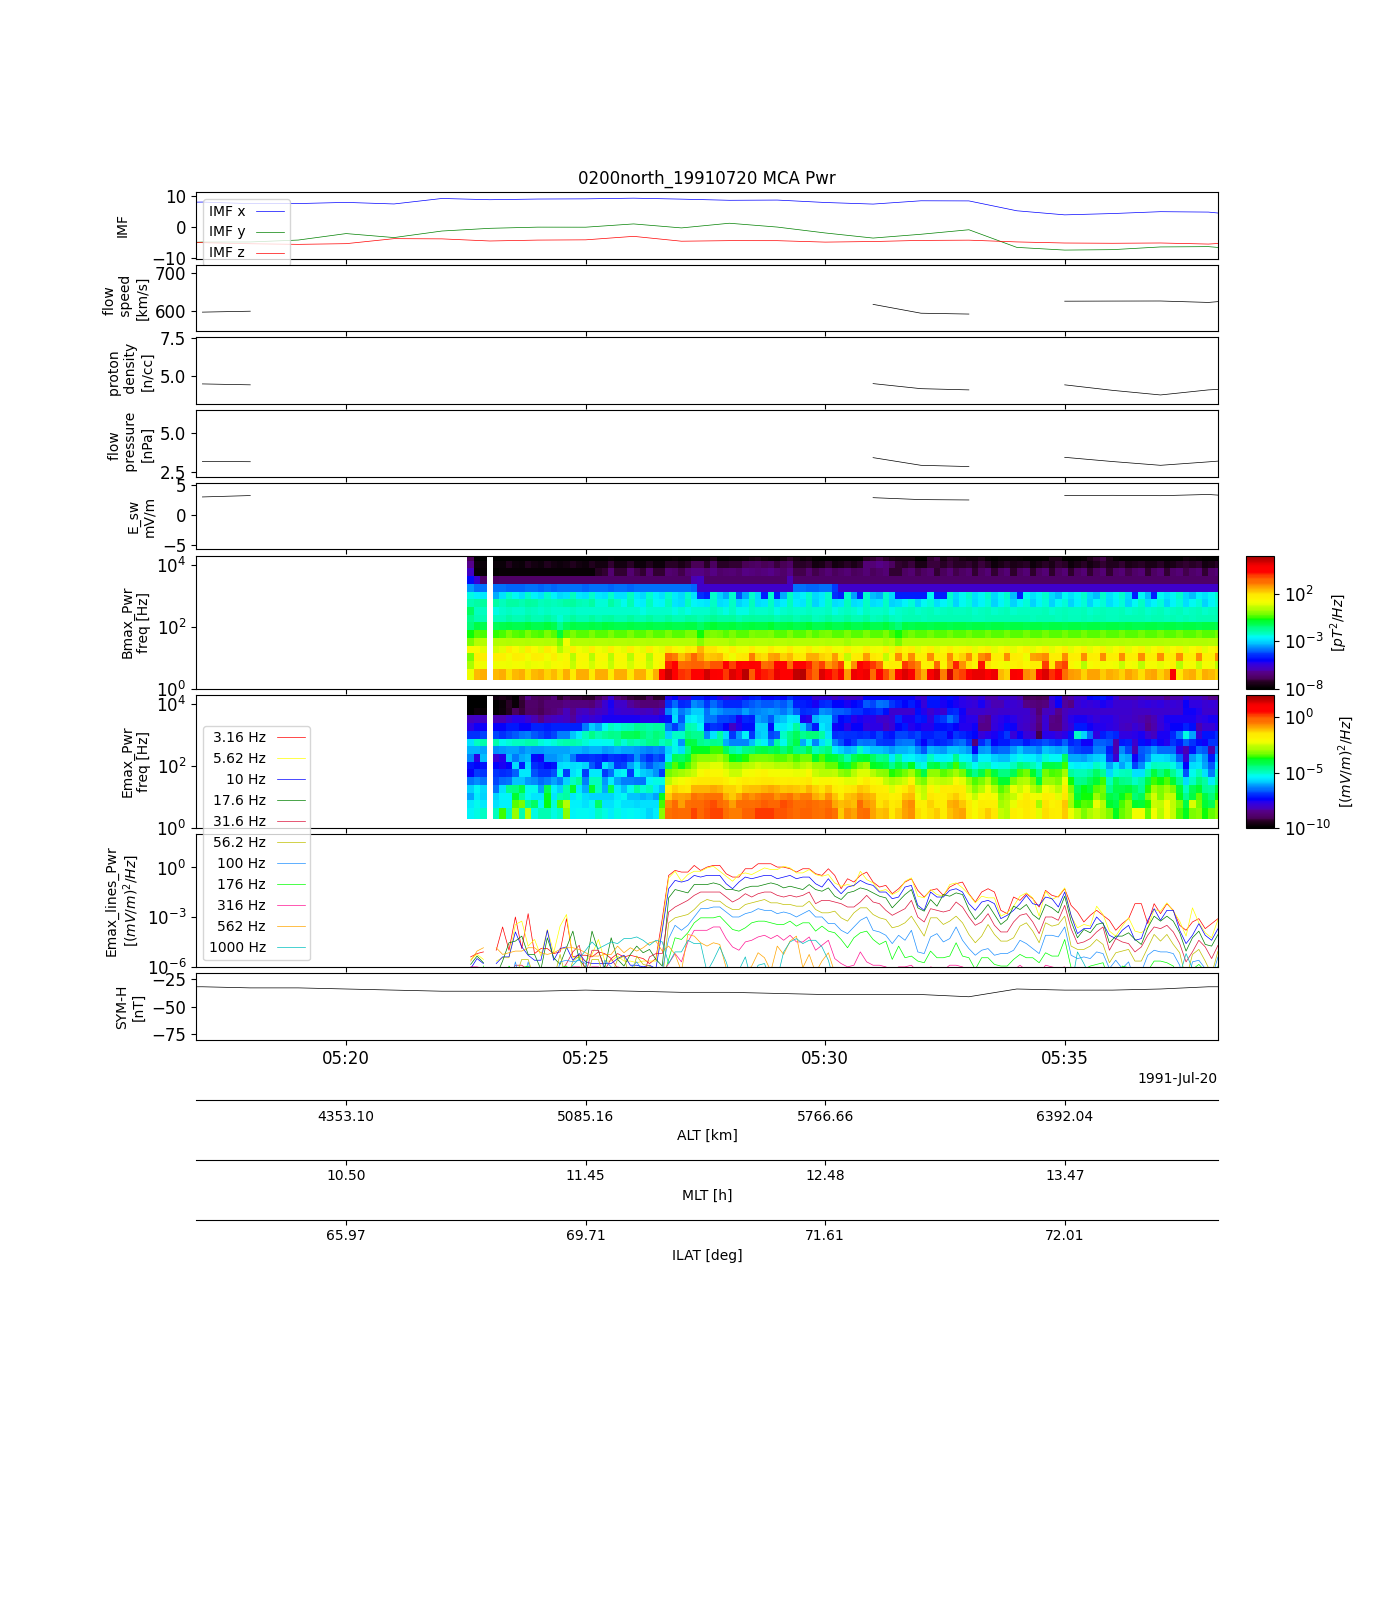 0200north_19910720 MCA Pwr
10
0
−10
IMF
IMF x
IMF y
IMF z
700
600
flow
speed
[km/s]
7.5
5.0
proton
density
[n/cc]
5.0
2.5
flow
pressure
[nPa]
5
0
−5
E_sw
mV/m
10^4
10^2
10^0
Bmax_Pwr
freq [Hz]
10^2
10^−3
10^−8
[pT^2/Hz]
10^4
10^2
10^0
Emax_Pwr
freq [Hz]
10^0
10^−5
10^−10
[(mV/m)^2/Hz]
3.16 Hz
5.62 Hz
10 Hz
17.6 Hz
31.6 Hz
56.2 Hz
100 Hz
176 Hz
316 Hz
562 Hz
1000 Hz
10^0
10^−3
10^−6
Emax_lines_Pwr
[(mV/m)^2/Hz]
−25
−50
−75
SYM-H
[nT]
05:20 05:25 05:30 05:35
1991-Jul-20
4353.10 5085.16 5766.66 6392.04
ALT [km]
10.50 11.45 12.48 13.47
MLT [h]
65.97 69.71 71.61 72.01
ILAT [deg]